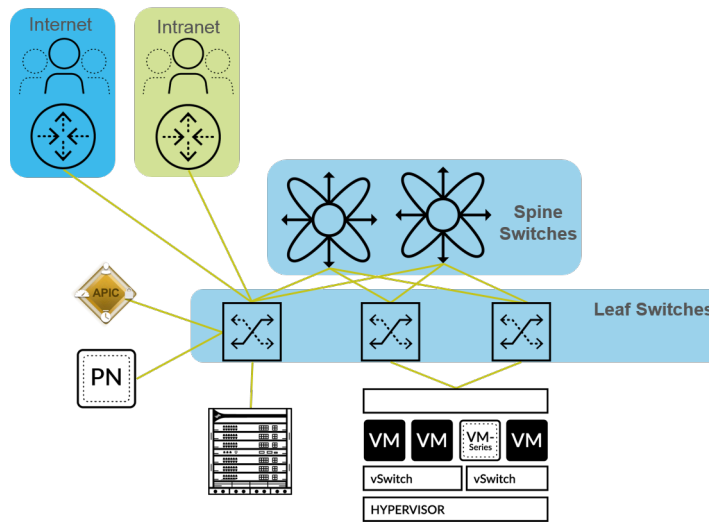 Internet
Intranet
Spine
Switches
APIC
Leaf Switches
PN
VM
VM
VM-
Series
VM
vSwitch
vSwitch
HYPERVISOR